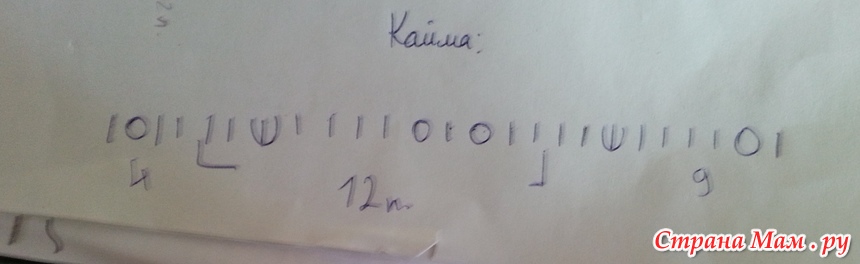 Кайма:
| O | | | | Ψ | | | | | O | O | | | | Ψ | | | | O |
4 12п. 9
Страна Мам.ру